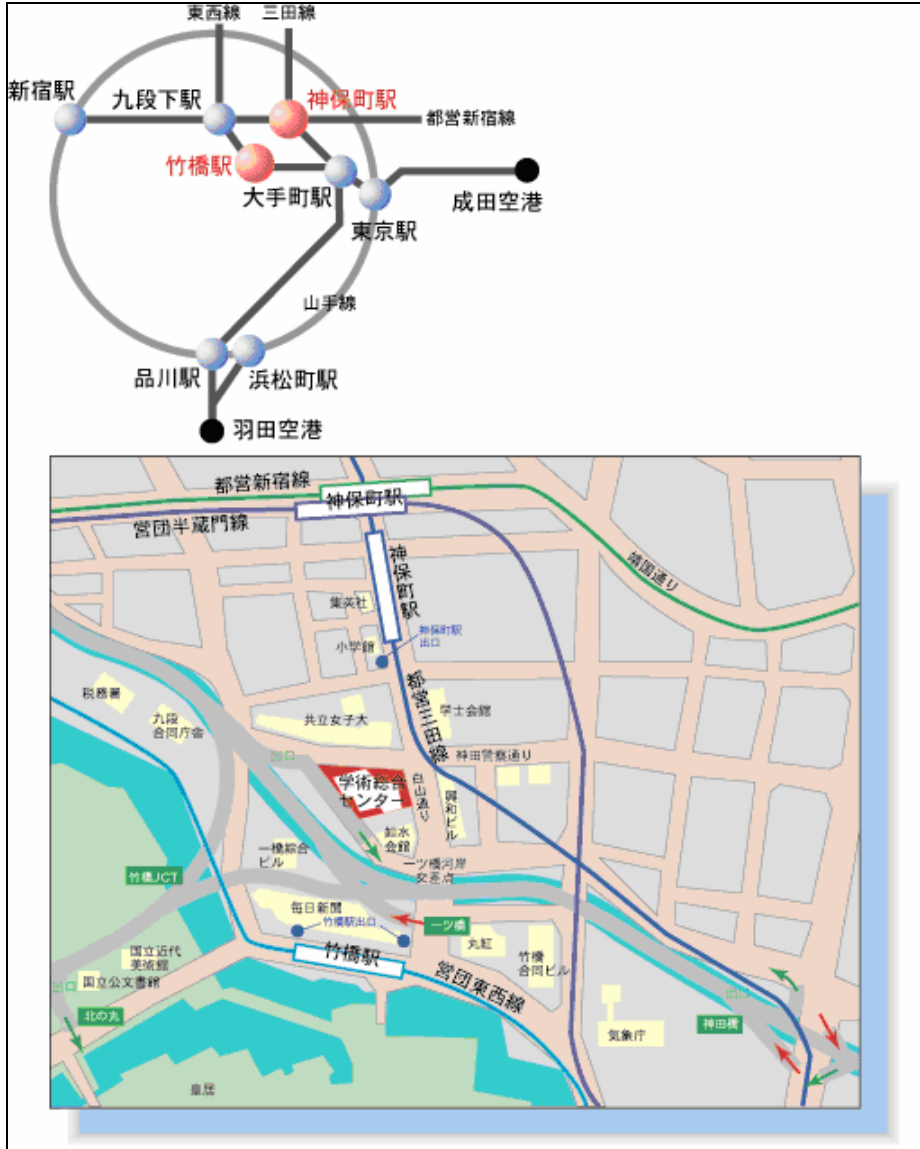 東西線
三田線
新宿駅
九段下駅
神保町駅
都営新宿線
竹橋駅
大手町駅
成田空港
東京駅
山手線
品川駅
浜松町駅
羽田空港
都営新宿線
神保町駅
営団半蔵門線
神保町駅
靖国通り
集英社
神保町駅
出口
小学館
都営三田線
税務署
九段
合同庁舎
共立女子大
学士会館
出口
神田警察通り
学術総合
センター
白山通り
興和ビル
如水
会館
一橋綜合
ビル
一ツ橋河岸
交差点
竹橋JCT
毎日新聞
竹橋駅出口
一ツ橋
竹橋駅
丸紅
竹橋
合同ビル
国立近代
美術館
国立公文書館
営団東西線
出口
出口
北の丸
気象庁
神田橋
皇居